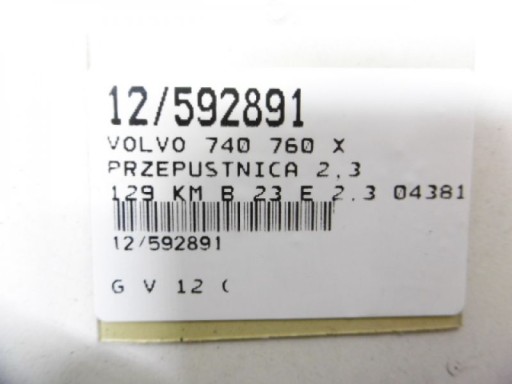 12/592891
VOLVO 740 760 X
PRZEPUSTNICA 2,3
129 KM B 23 E 2.3 04381
12/592891
G V 12 (